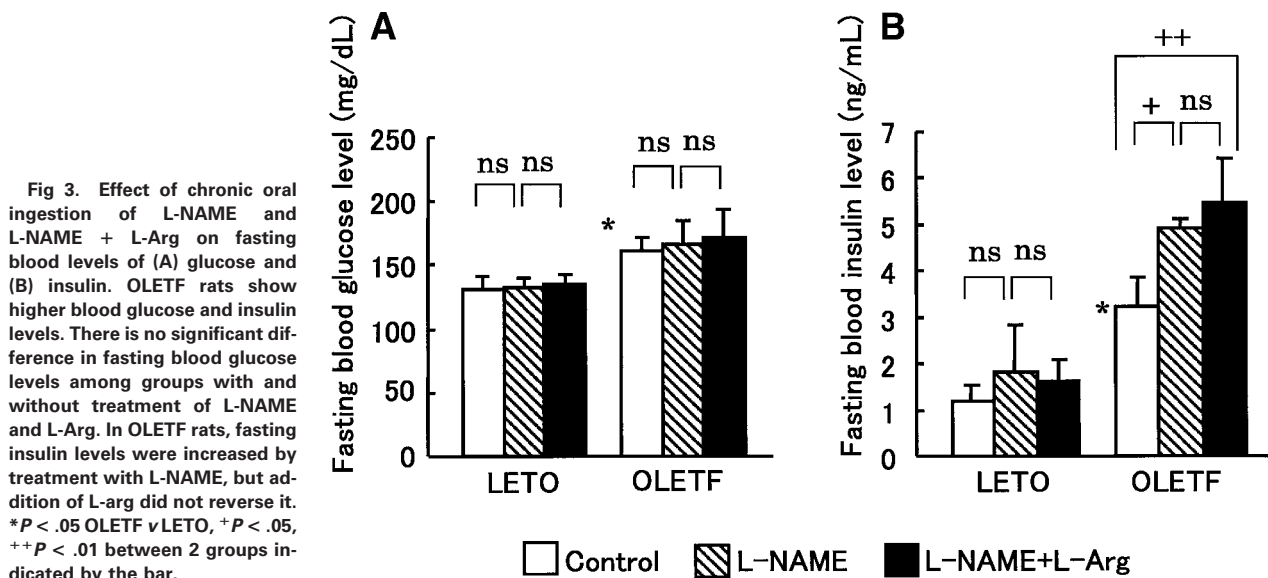 Fig 3. Effect of chronic oral
ingestion of L-NAME and
L-NAME + L-Arg on fasting
blood levels of (A) glucose and
(B) insulin. OLETF rats show
higher blood glucose and insulin
levels. There is no significant dif-
ference in fasting blood glucose
levels among groups with and
without treatment of L-NAME
and L-Arg. In OLETF rats, fasting
insulin levels were increased by
treatment with L-NAME, but ad-
dition of L-arg did not reverse it.
*P < .05 OLETF v LETO, +P < .05,
++P < .01 between 2 groups in-
dicated by the bar.
A
Fasting blood glucose level (mg/dL)
250
200
150
100
50
0
ns ns
ns ns
*
LETO OLETF
B
Fasting blood insulin level (ng/mL)
7
6
5
4
3
2
1
0
ns ns
++
+ ns
*
LETO OLETF
Control L-NAME L-NAME+L-Arg